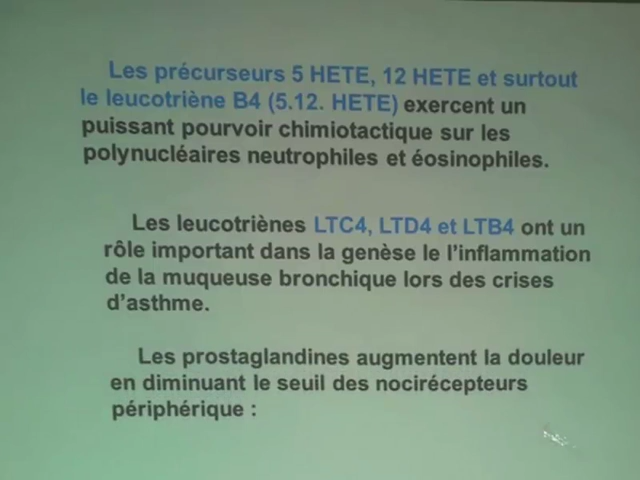 Les précurseurs 5 HETE, 12 HETE et surtout
le leucotriène B4 (5.12. HETE) exercent un
puissant pourvoir chimiotactique sur les
polynucléaires neutrophiles et éosinophiles.
Les leucotriènes LTC4, LTD4 et LTB4 ont un
rôle important dans la genèse le l'inflammation
de la muqueuse bronchique lors des crises
d'asthme.
Les prostaglandines augmentent la douleur
en diminuant le seuil des nocirécepteurs
périphérique :